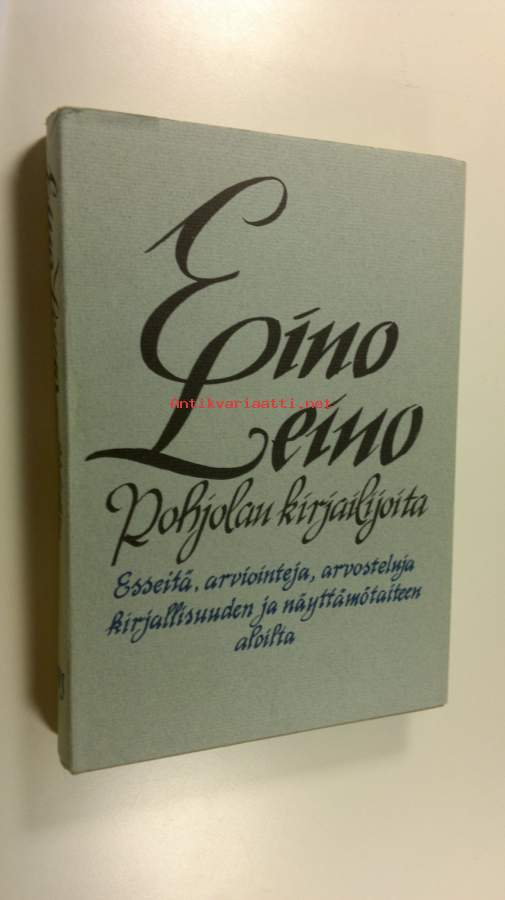 Eino
Leino
Antikvariaatti.net
Pohjolan kirjailijoita
Esseitä, arviointeja, arvosteluja
kirjallisuuden ja näyttämötaiteen
aloilta